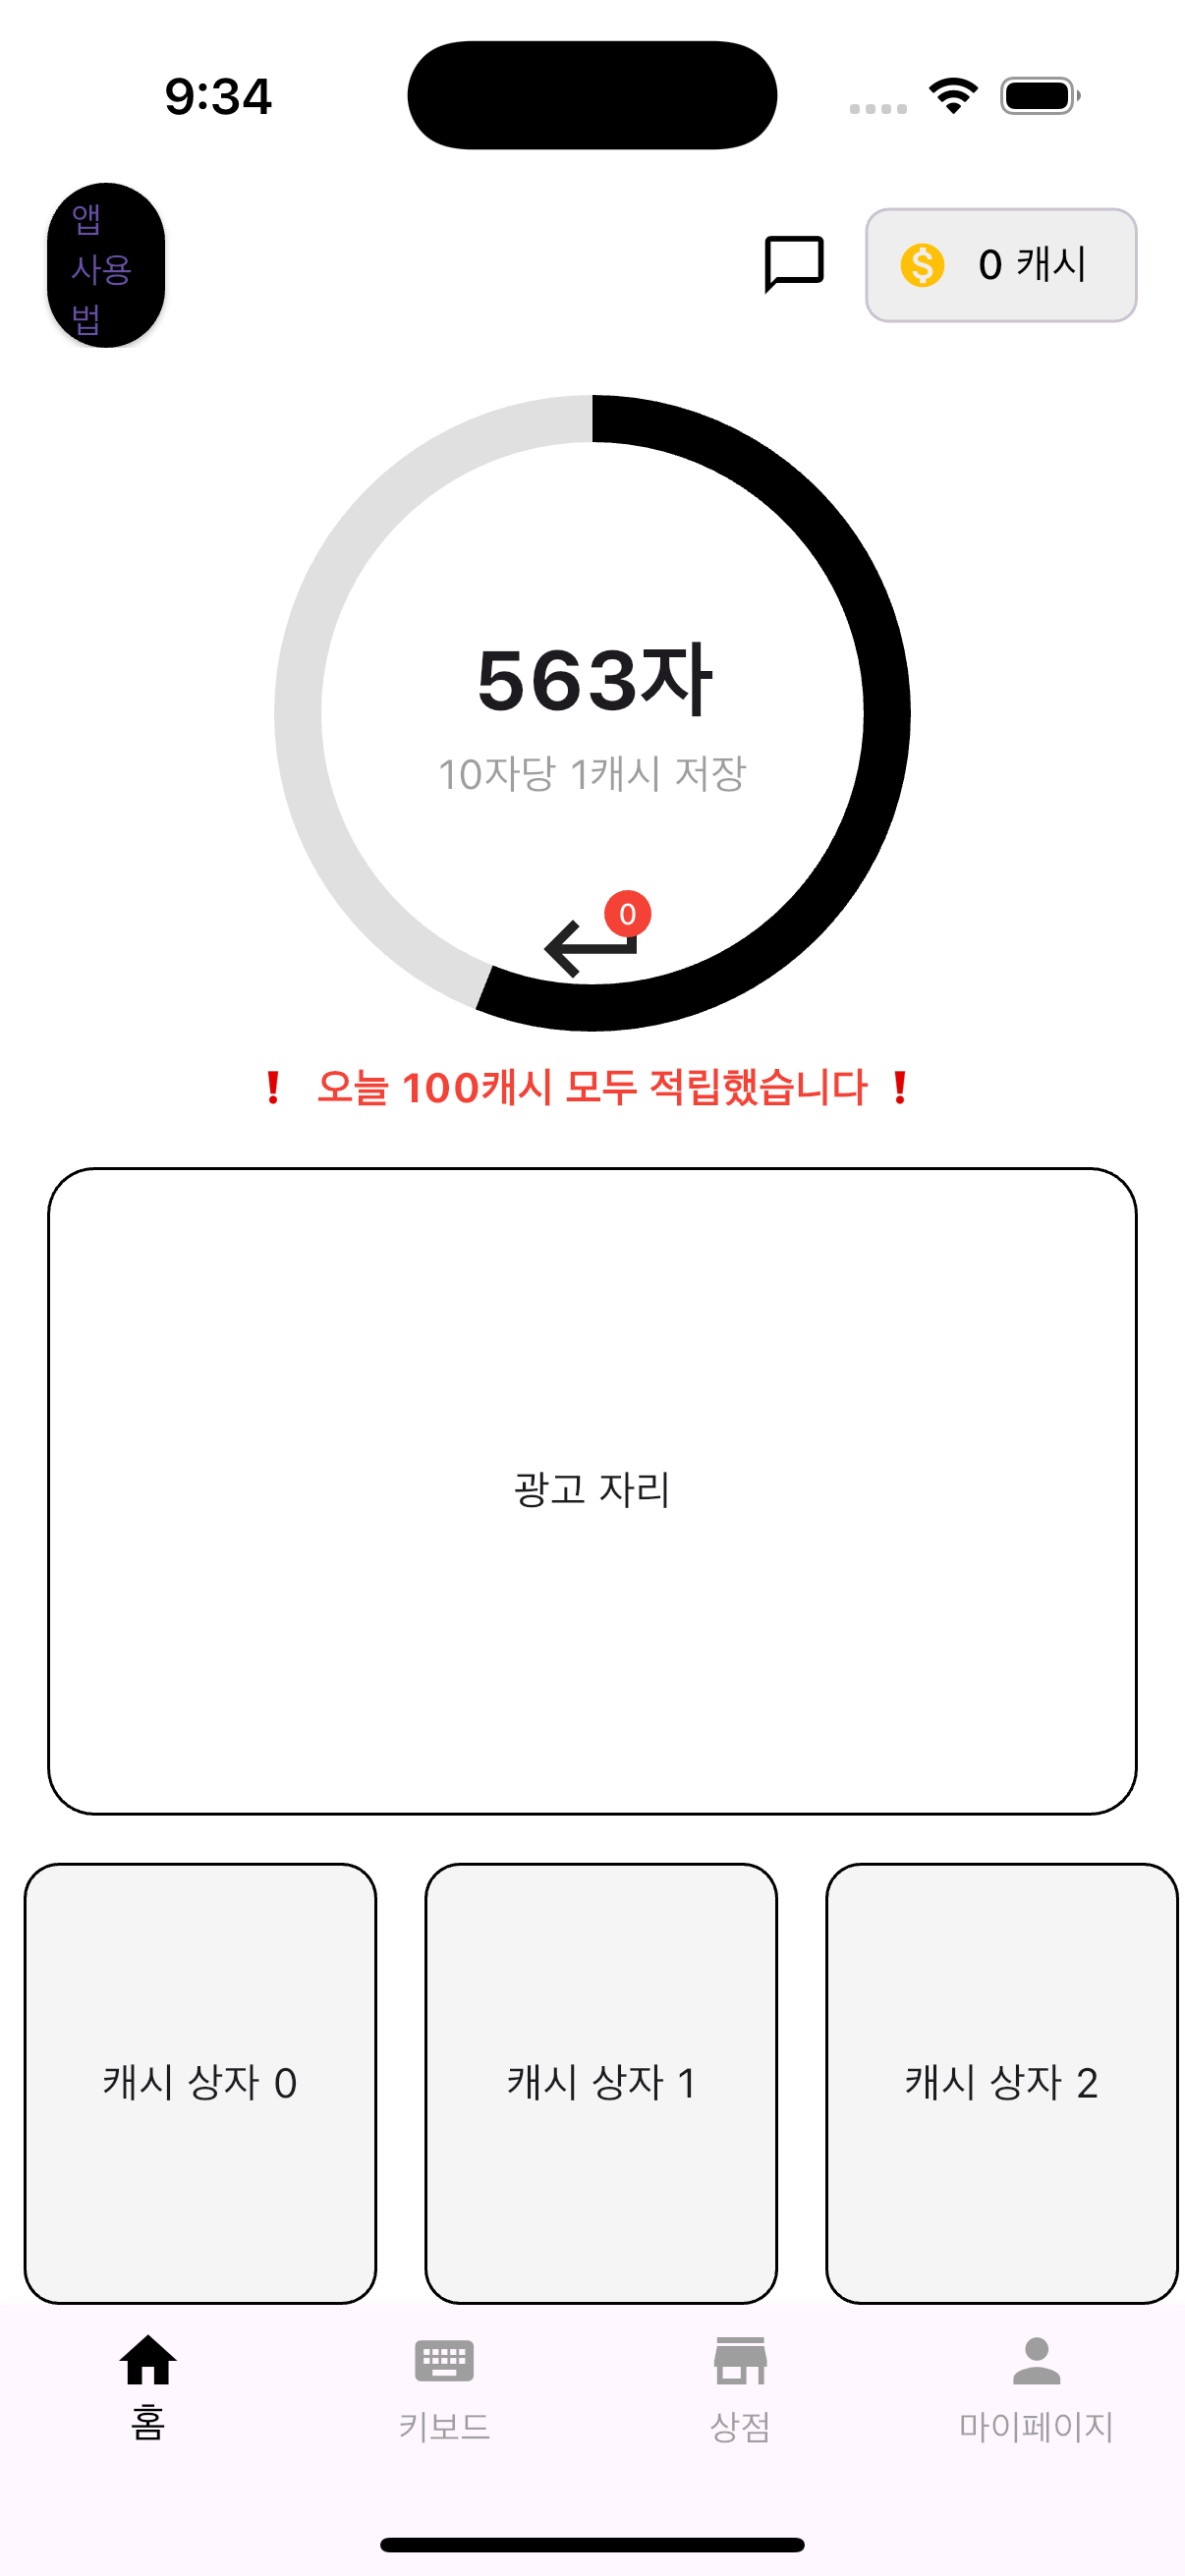 9:34
앱
사용
법
0 캐시
563자
10자당 1캐시 저장
0
❗ 오늘 100캐시 모두 적립했습니다 ❗
광고 자리
캐시 상자 0
캐시 상자 1
캐시 상자 2
홈
키보드
상점
마이페이지